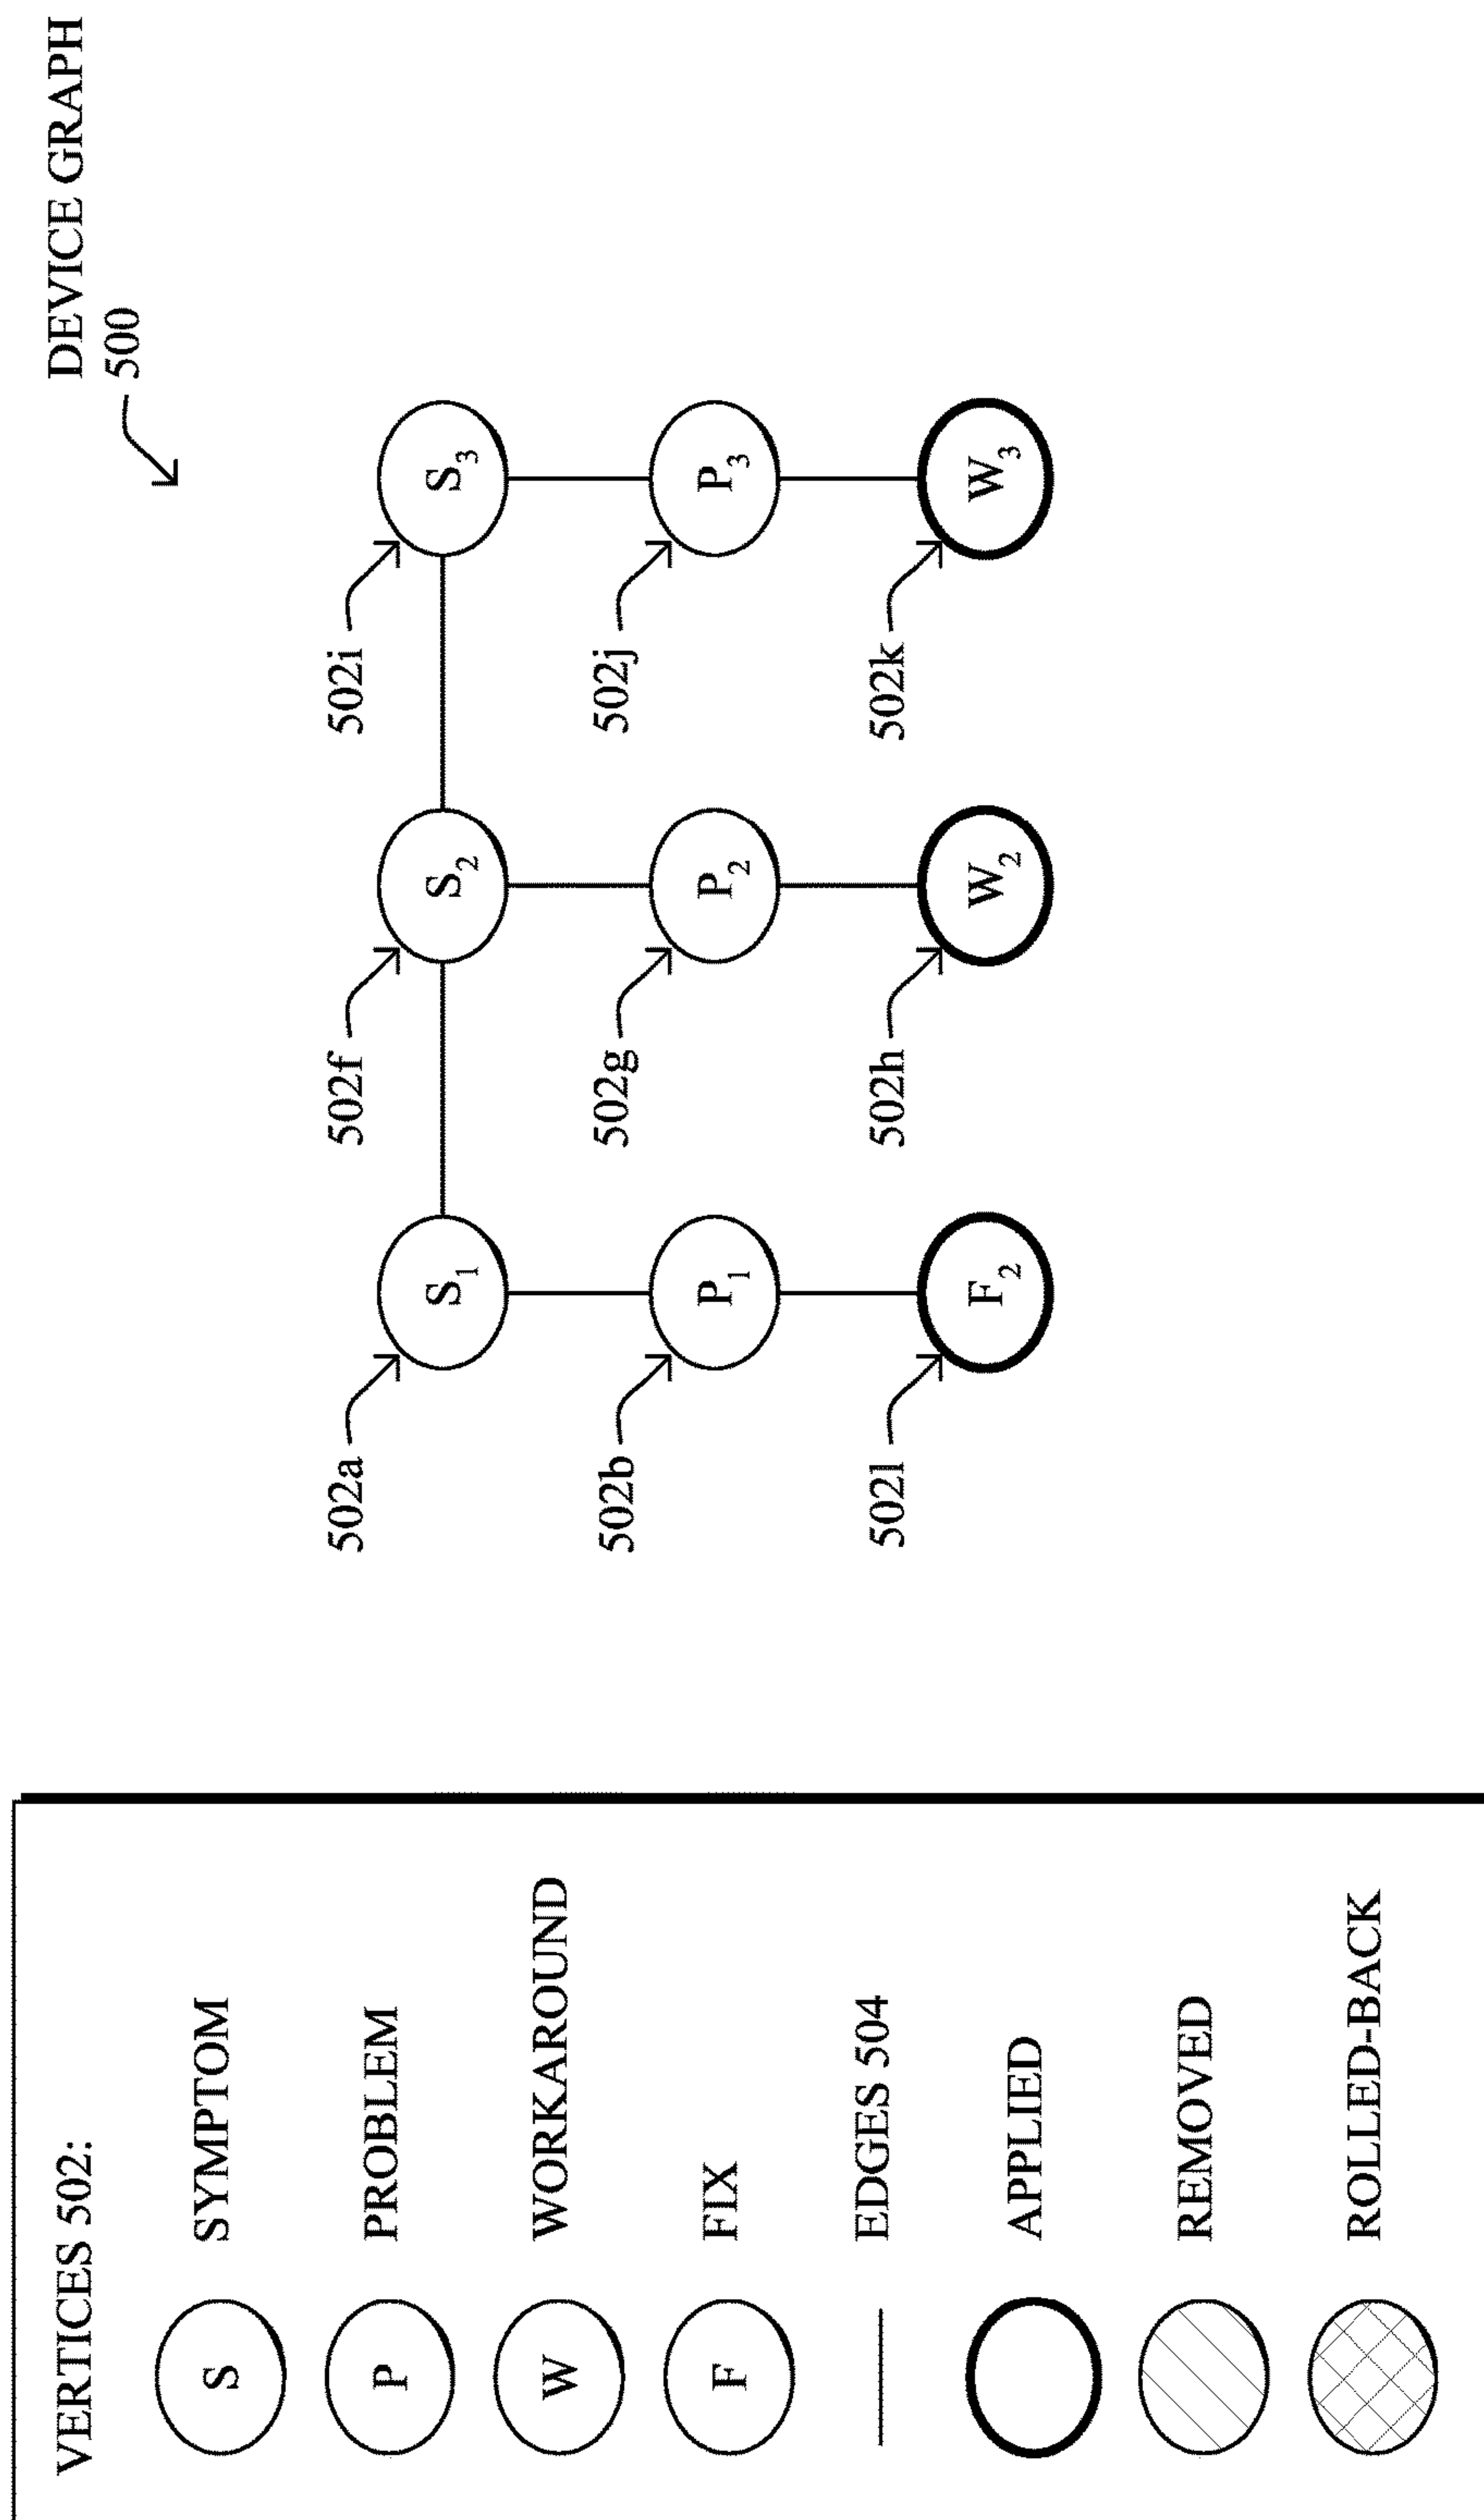 VERTICES 502:
S SYMPTOM
P PROBLEM
W WORKAROUND
F FIX
EDGES 504
APPLIED
REMOVED
ROLLED-BACK
DEVICE GRAPH
500
502a 502f 502i
S1 S2 S3
502b 502g 502j
P1 P2 P3
502l 502h 502k
F2 W2 W3